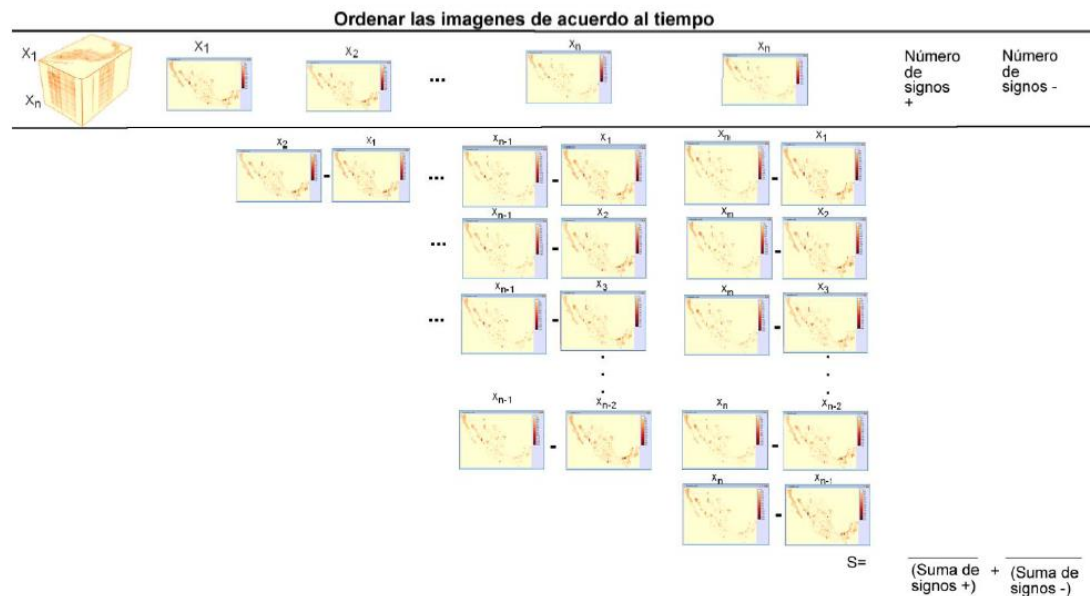 Ordenar las imagenes de acuerdo al tiempo
X1
Xn
X1
X2
...
Xn
Xn
Número de signos +
Número de signos -
X2 - X1
... Xn-1 - X1
Xn - X1
... Xn-1 - X2
Xn - X2
... Xn-1 - X3
Xn - X3
Xn-1 - Xn-2
Xn - Xn-2
Xn - Xn-1
S= (Suma de signos +) + (Suma de signos -)